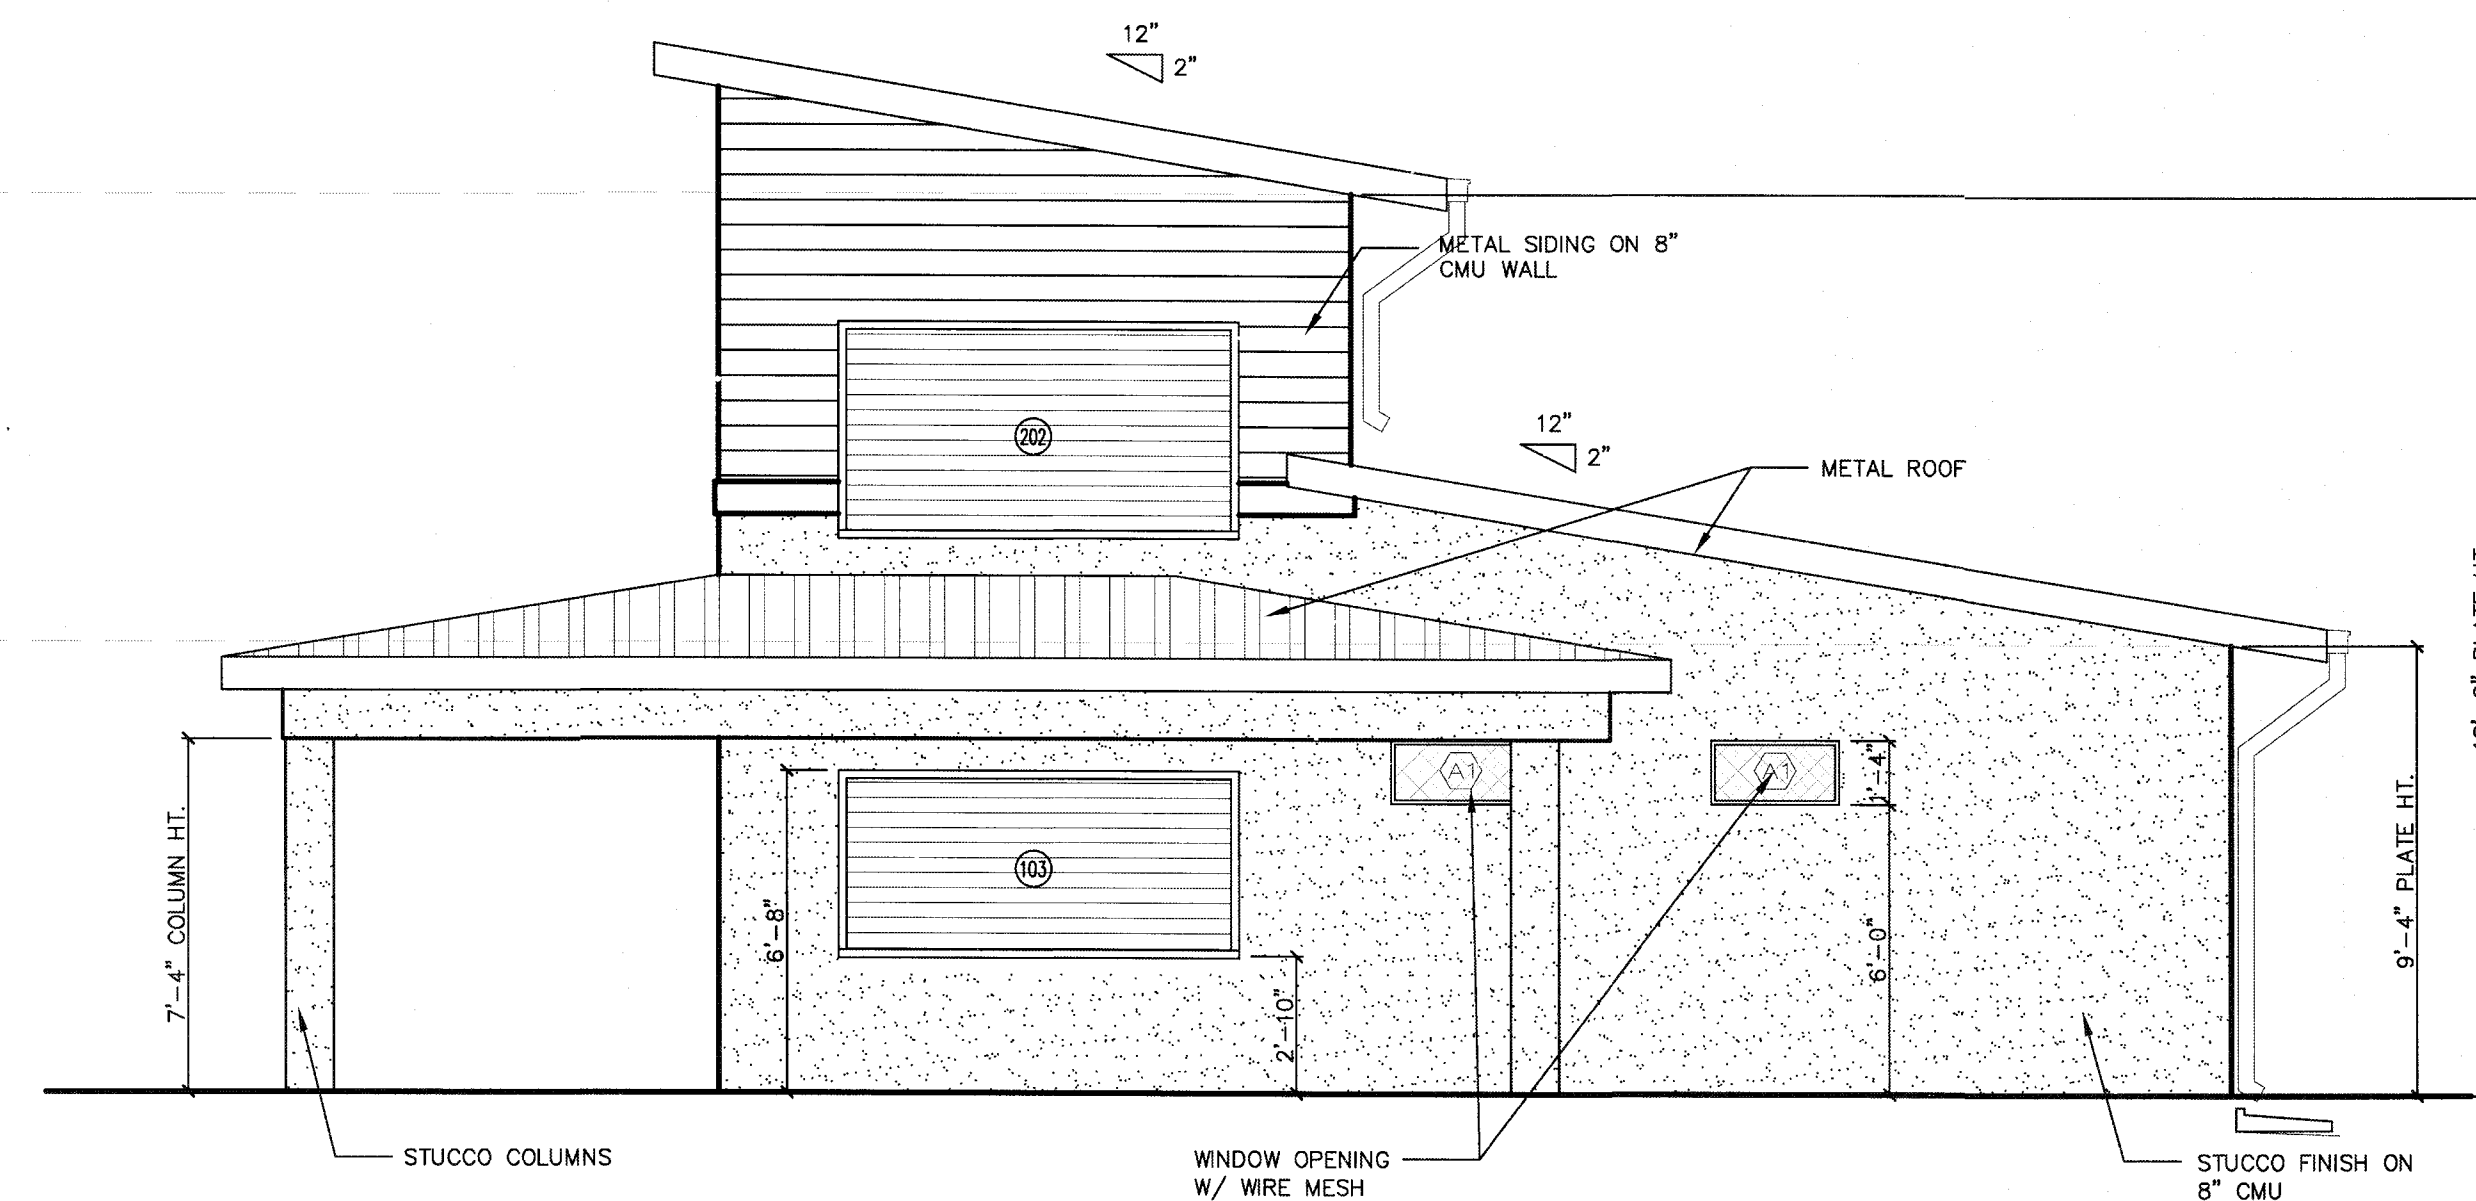 12"
2"
METAL SIDING ON 8"
CMU WALL
202
12"
2"
METAL ROOF
A1
A1
1'-4"
7'-4" COLUMN HT.
6'-8"
103
2'-10"
6'-0"
9'-4" PLATE HT.
STUCCO COLUMNS
WINDOW OPENING
W/ WIRE MESH
STUCCO FINISH ON
8" CMU